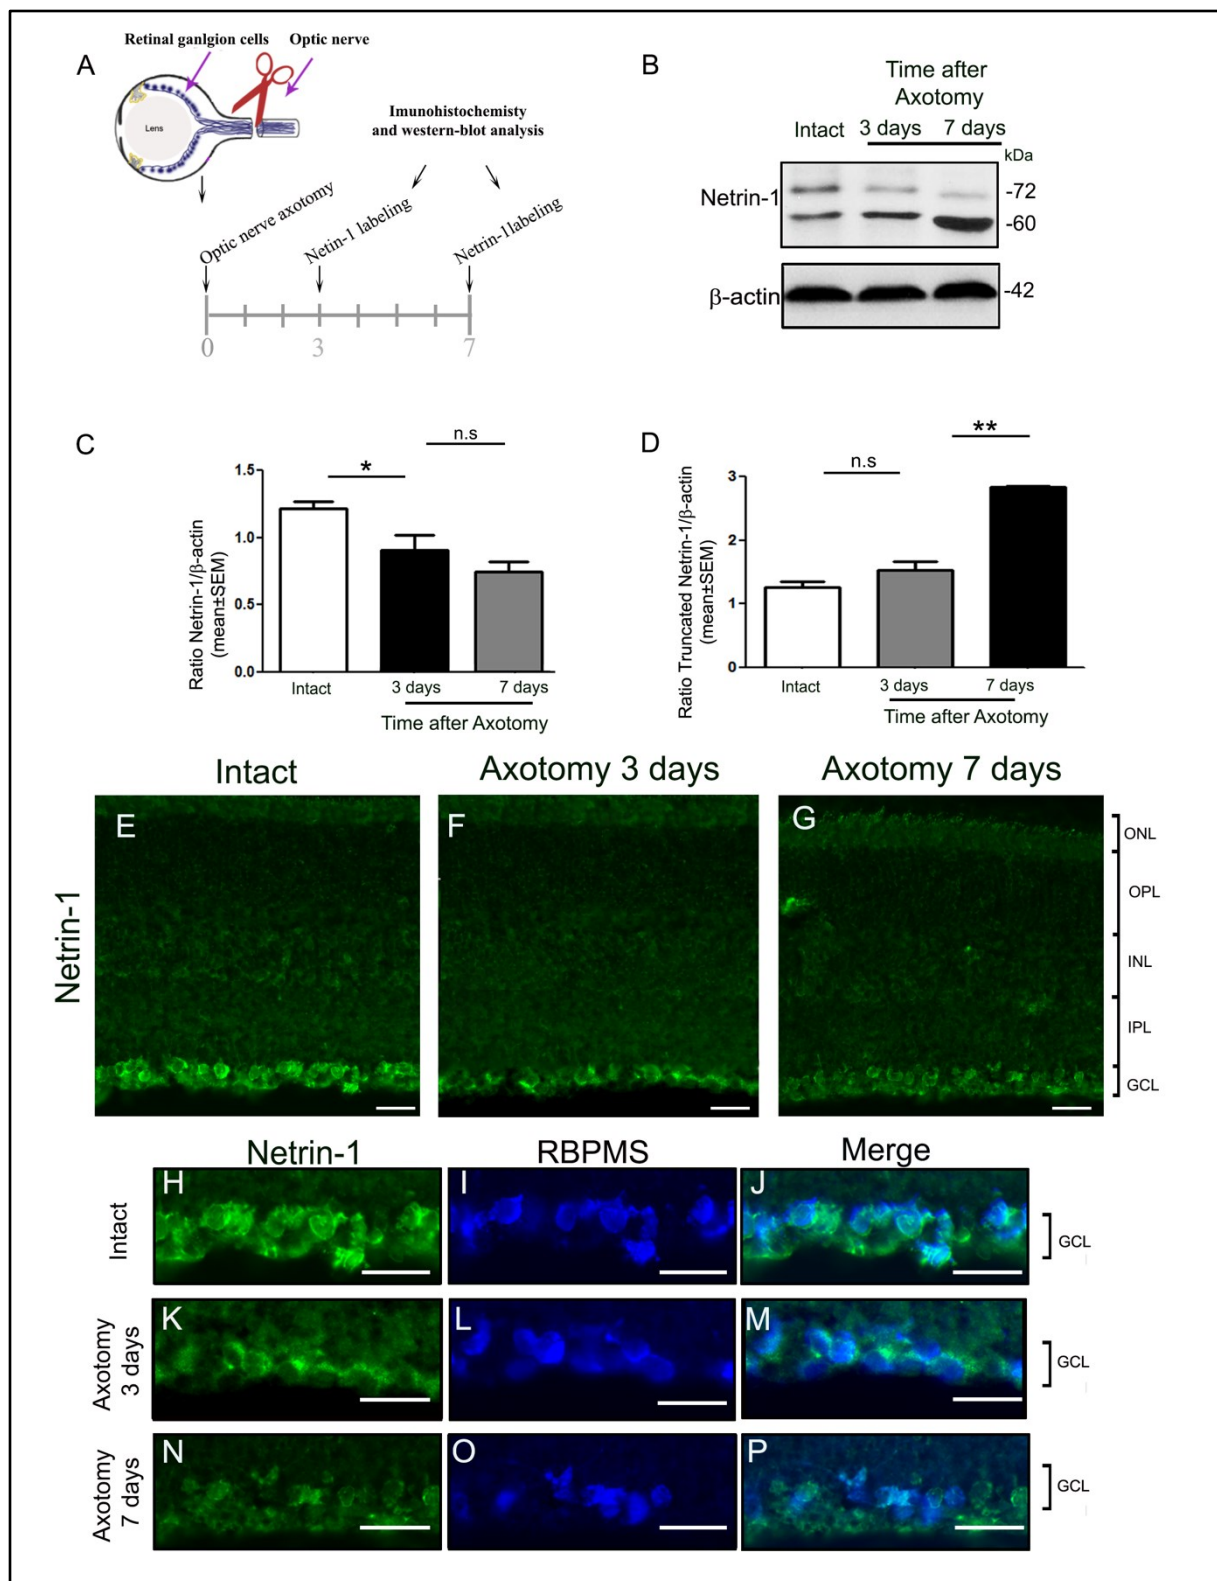 A
Retinal ganlgion cells
Optic nerve
Lens
Imunohistochemisty
and western-blot analysis
Optic nerve axotomy
Netin-1 labeling
Netrin-1labeling
0
3
7
B
Time after
Axotomy
Intact
3 days
7 days
kDa
Netrin-1
-72
-60
β-actin
-42
C
n.s
*
Ratio Netrin-1/β-actin
(mean±SEM)
1.5
1.0
0.5
0.0
Intact
3 days
7 days
Time after Axotomy
D
**
n.s
Ratio Truncated Netrin-1/β-actin
(mean±SEM)
3
2
1
0
Intact
3 days
7 days
Time after Axotomy
Intact
Axotomy 3 days
Axotomy 7 days
Netrin-1
E
F
G
ONL
OPL
INL
IPL
GCL
Netrin-1
RBPMS
Merge
Intact
H
I
J
GCL
Axotomy
3 days
K
L
M
GCL
Axotomy
7 days
N
O
P
GCL